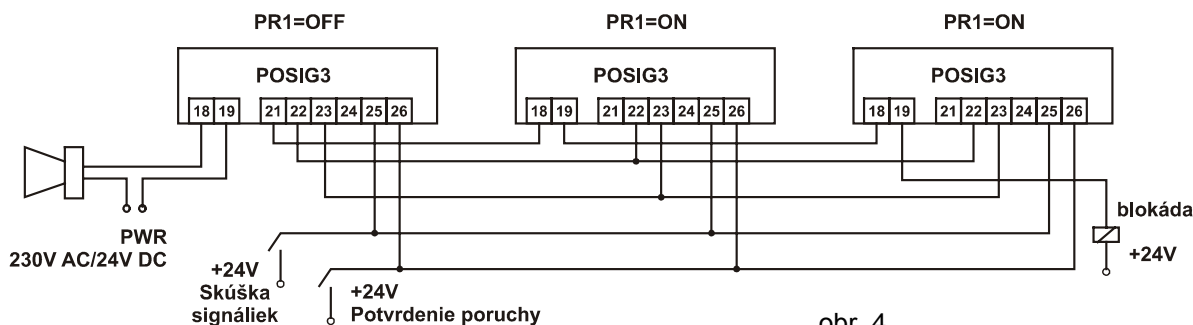 PR1=OFF
PR1=ON
PR1=ON
POSIG3
POSIG3
POSIG3
18 19 21 22 23 24 25 26
18 19 21 22 23 24 25 26
18 19 21 22 23 24 25 26
PWR
230V AC/24V DC
blokáda
+24V
+24V
Skúška
signáliek
+24V
Potvrdenie poruchy
obr. 4